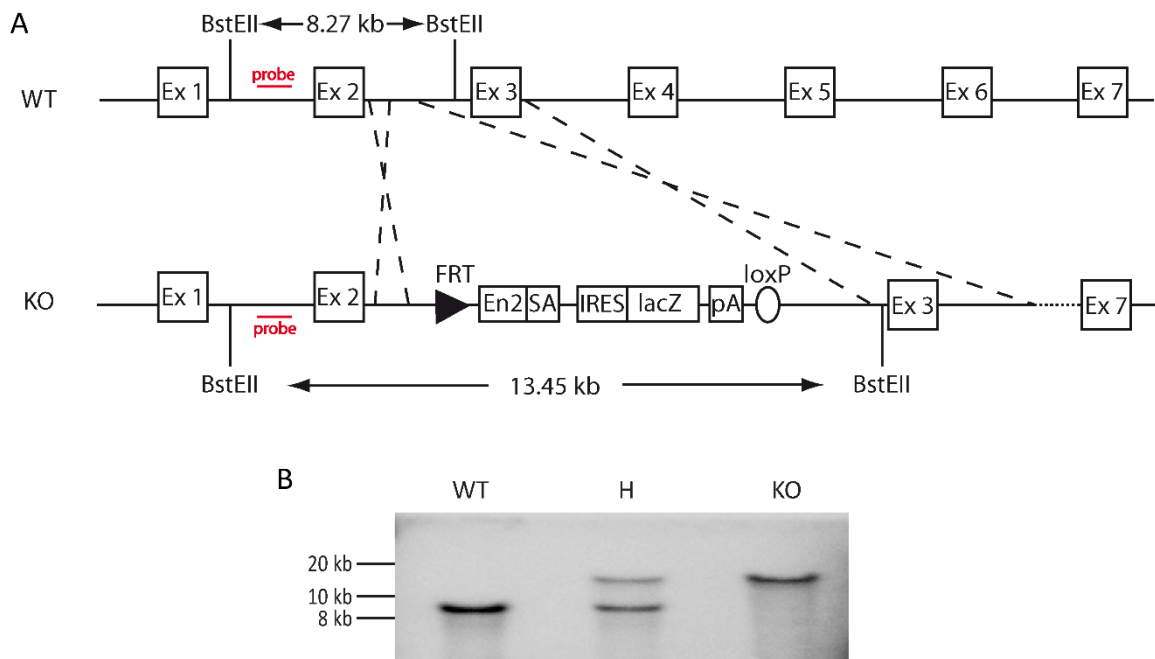 A
BstEII 8.27 kb BstEII
probe
WT Ex 1 Ex 2 Ex 3 Ex 4 Ex 5 Ex 6 Ex 7
FRT loxP
KO Ex 1 Ex 2 En2 SA IRES lacZ pA Ex 3 Ex 7
probe
BstEII 13.45 kb BstEII
B
WT H KO
20 kb
10 kb
8 kb